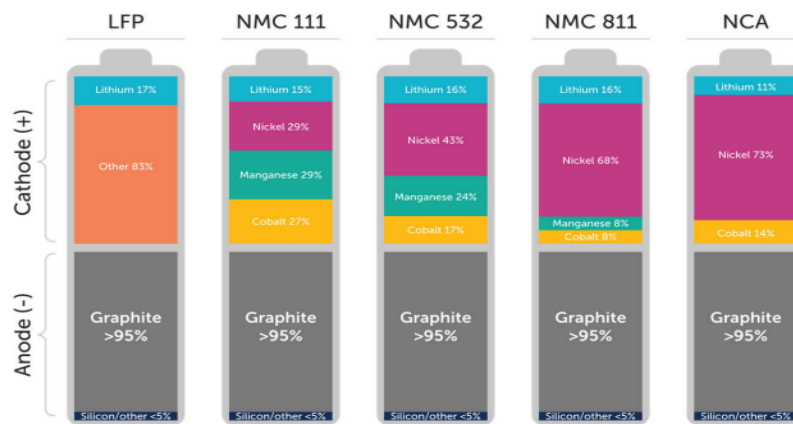 LFP
NMC 111
NMC 532
NMC 811
NCA
Cathode (+)
Lithium 17%
Other 83%
Lithium 15%
Nickel 29%
Manganese 29%
Cobalt 27%
Lithium 16%
Nickel 43%
Manganese 24%
Cobalt 17%
Lithium 16%
Nickel 68%
Manganese 8%
Cobalt 8%
Lithium 11%
Nickel 73%
Cobalt 14%
Anode (-)
Graphite
>95%
Silicon/other <5%
Graphite
>95%
Silicon/other <5%
Graphite
>95%
Silicon/other <5%
Graphite
>95%
Silicon/other <5%
Graphite
>95%
Silicon/other <5%